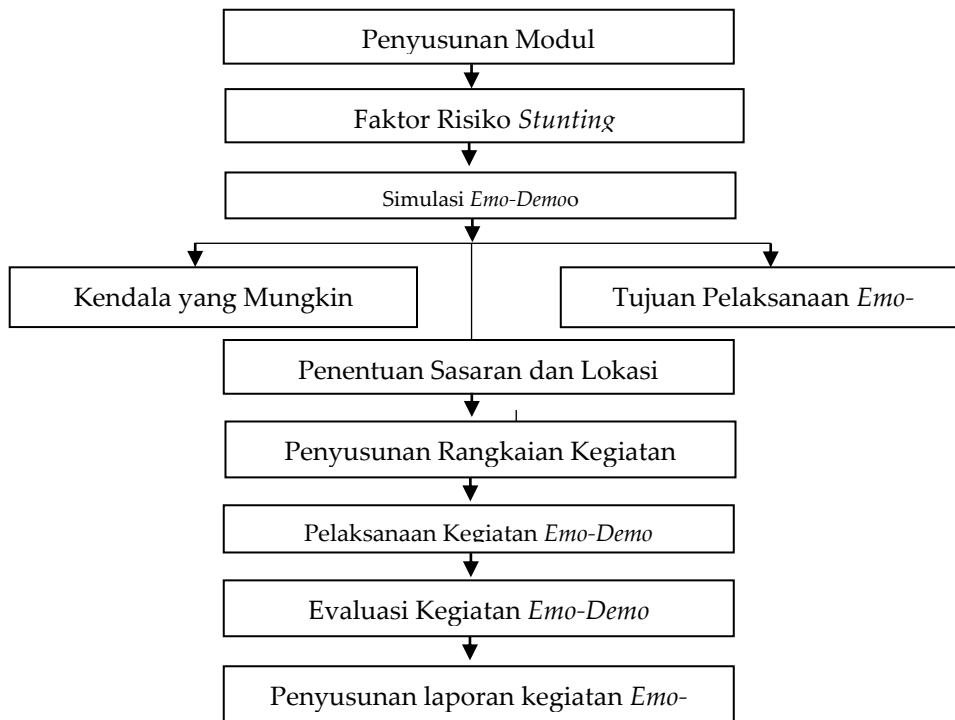 Penyusunan Modul
Faktor Risiko Stunting
Simulasi Emo-Demoo
Kendala yang Mungkin
Tujuan Pelaksanaan Emo-
Penentuan Sasaran dan Lokasi
Penyusunan Rangkaian Kegiatan
Pelaksanaan Kegiatan Emo-Demo
Evaluasi Kegiatan Emo-Demo
Penyusunan laporan kegiatan Emo-